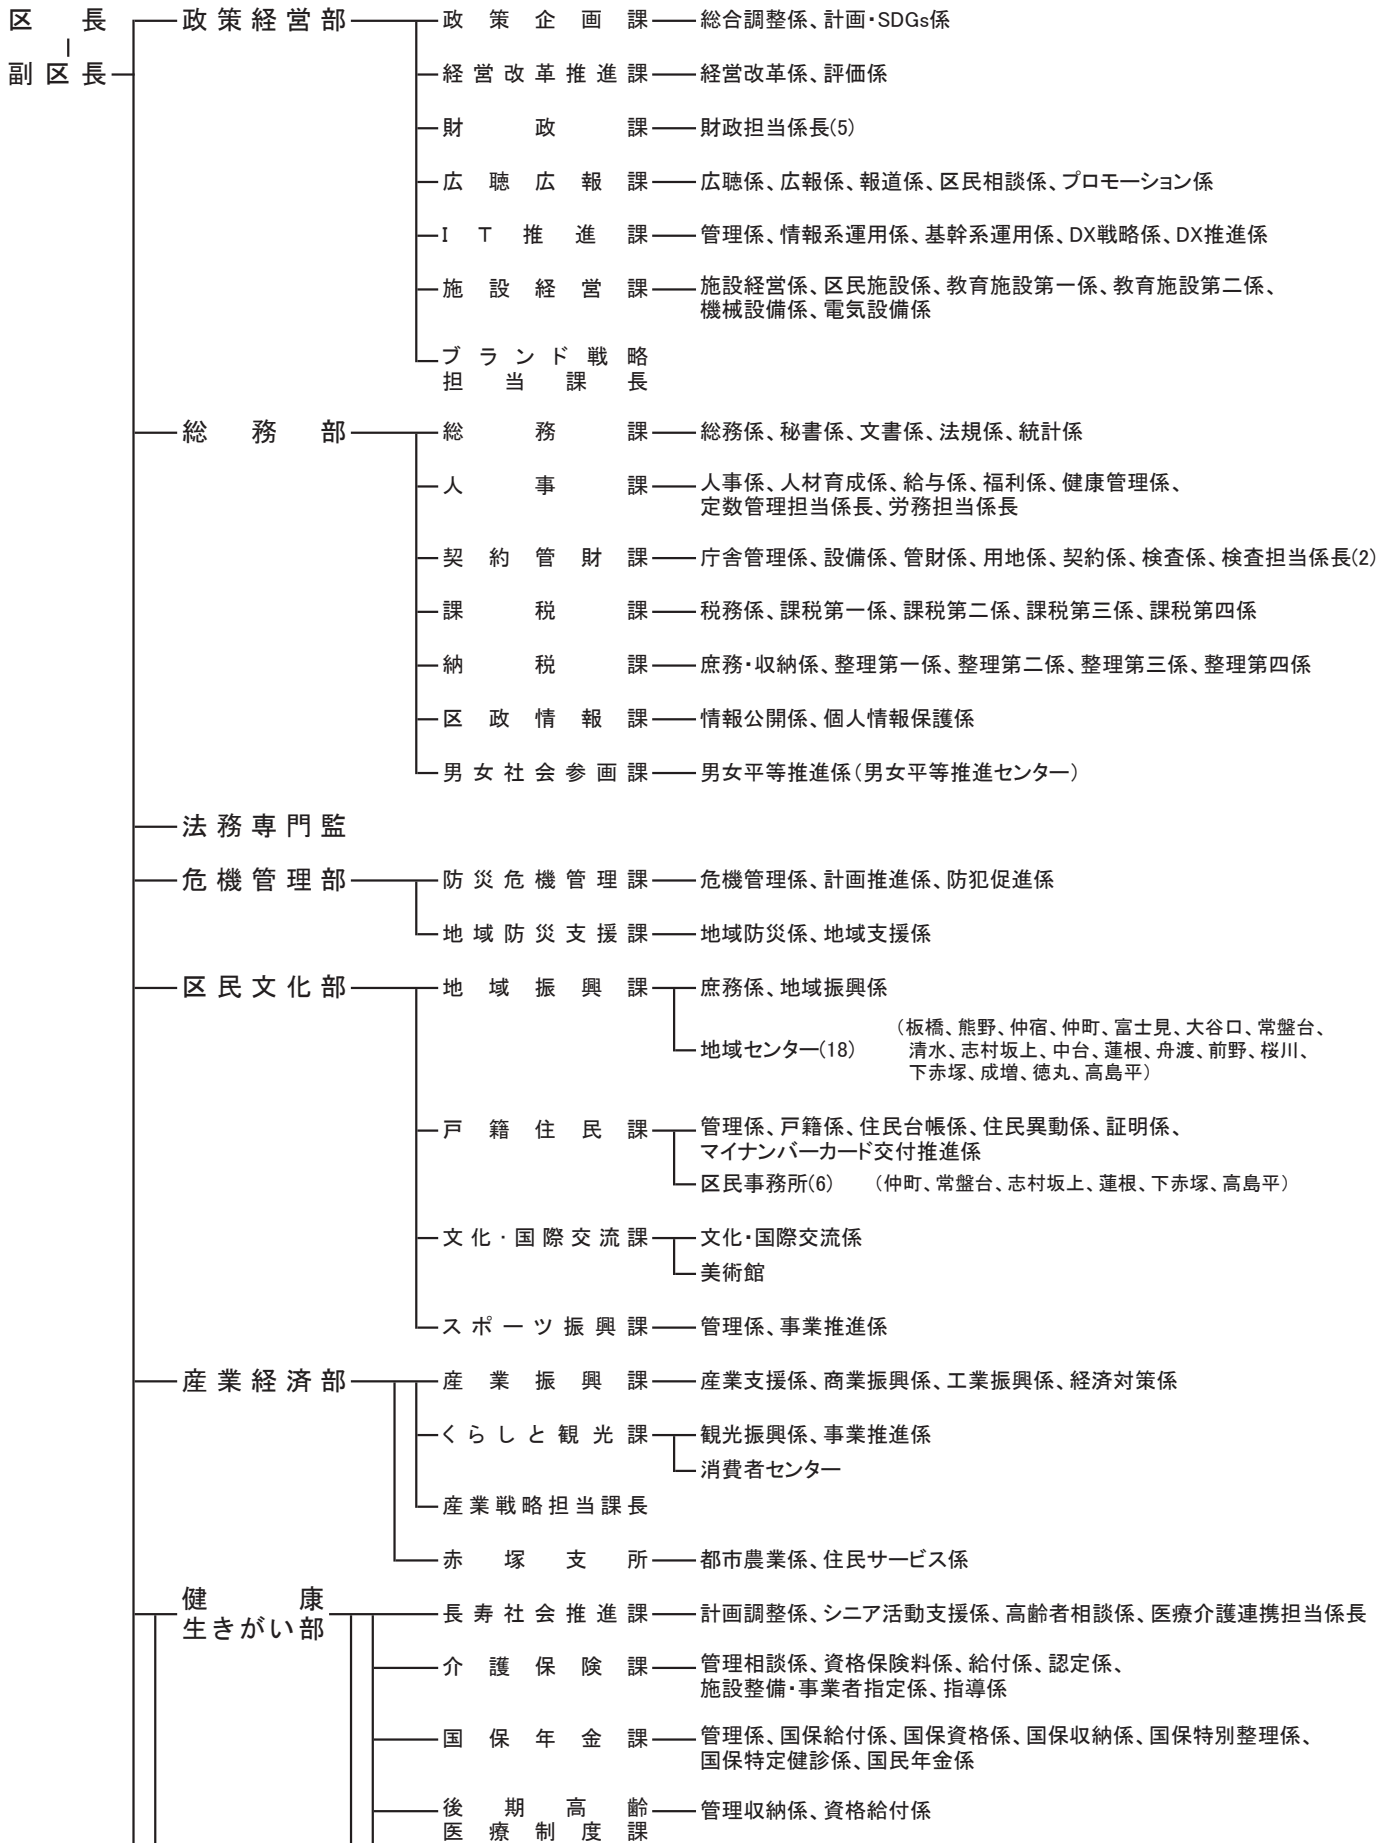 区長 政策経営部 政策企画課 総合調整係、計画・SDGs係
副区長 経営改革推進課 経営改革係、評価係
財政課 財政担当係長(5)
広聴広報課 広聴係、広報係、報道係、区民相談係、プロモーション係
IT推進課 管理係、情報系運用係、基幹系運用係、DX戦略係、DX推進係
施設経営課 施設経営係、区民施設係、教育施設第一係、教育施設第二係、
機械設備係、電気設備係
ブランド戦略
担当課長
総務部 総務課 総務係、秘書係、文書係、法規係、統計係
人事課 人事係、人材育成係、給与係、福利係、健康管理係、
定数管理担当係長、労務担当係長
契約管財課 庁舎管理係、設備係、管財係、用地係、契約係、検査係、検査担当係長(2)
課税課 税務係、課税第一係、課税第二係、課税第三係、課税第四係
納税課 庶務・収納係、整理第一係、整理第二係、整理第三係、整理第四係
区政情報課 情報公開係、個人情報保護係
男女社会参画課 男女平等推進係(男女平等推進センター)
法務専門監
危機管理部 防災危機管理課 危機管理係、計画推進係、防犯促進係
地域防災支援課 地域防災係、地域支援係
区民文化部 地域振興課 庶務係、地域振興係
地域センター(18) (板橋、熊野、仲宿、仲町、富士見、大谷口、常盤台、
清水、志村坂上、中台、蓮根、舟渡、前野、桜川、
下赤塚、成増、徳丸、高島平)
戸籍住民課 管理係、戸籍係、住民台帳係、住民異動係、証明係、
マイナンバーカード交付推進係
区民事務所(6) (仲町、常盤台、志村坂上、蓮根、下赤塚、高島平)
文化・国際交流課 文化・国際交流係
美術館
スポーツ振興課 管理係、事業推進係
産業経済部 産業振興課 産業支援係、商業振興係、工業振興係、経済対策係
くらしと観光課 観光振興係、事業推進係
消費者センター
産業戦略担当課長
赤塚支所 都市農業係、住民サービス係
健康
生きがい部 長寿社会推進課 計画調整係、シニア活動支援係、高齢者相談係、医療介護連携担当係長
介護保険課 管理相談係、資格保険料係、給付係、認定係、
施設整備・事業者指定係、指導係
国保年金課 管理係、国保給付係、国保資格係、国保収納係、国保特別整理係、
国保特定健診係、国民年金係
後期高齢 管理収納係、資格給付係
医療制度課